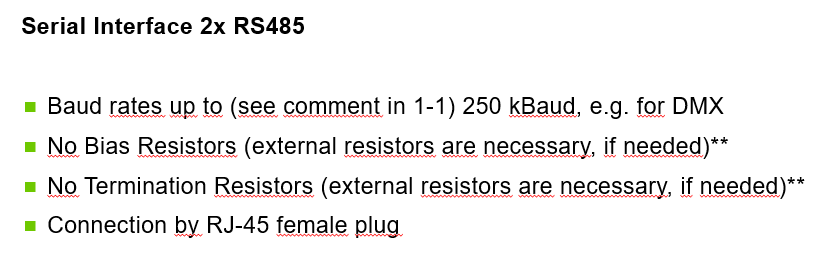 Serial Interface 2x RS485
Baud rates up to (see comment in 1-1) 250 kBaud, e.g. for DMX
No Bias Resistors (external resistors are necessary, if needed)**
No Termination Resistors (external resistors are necessary, if needed)**
Connection by RJ-45 female plug